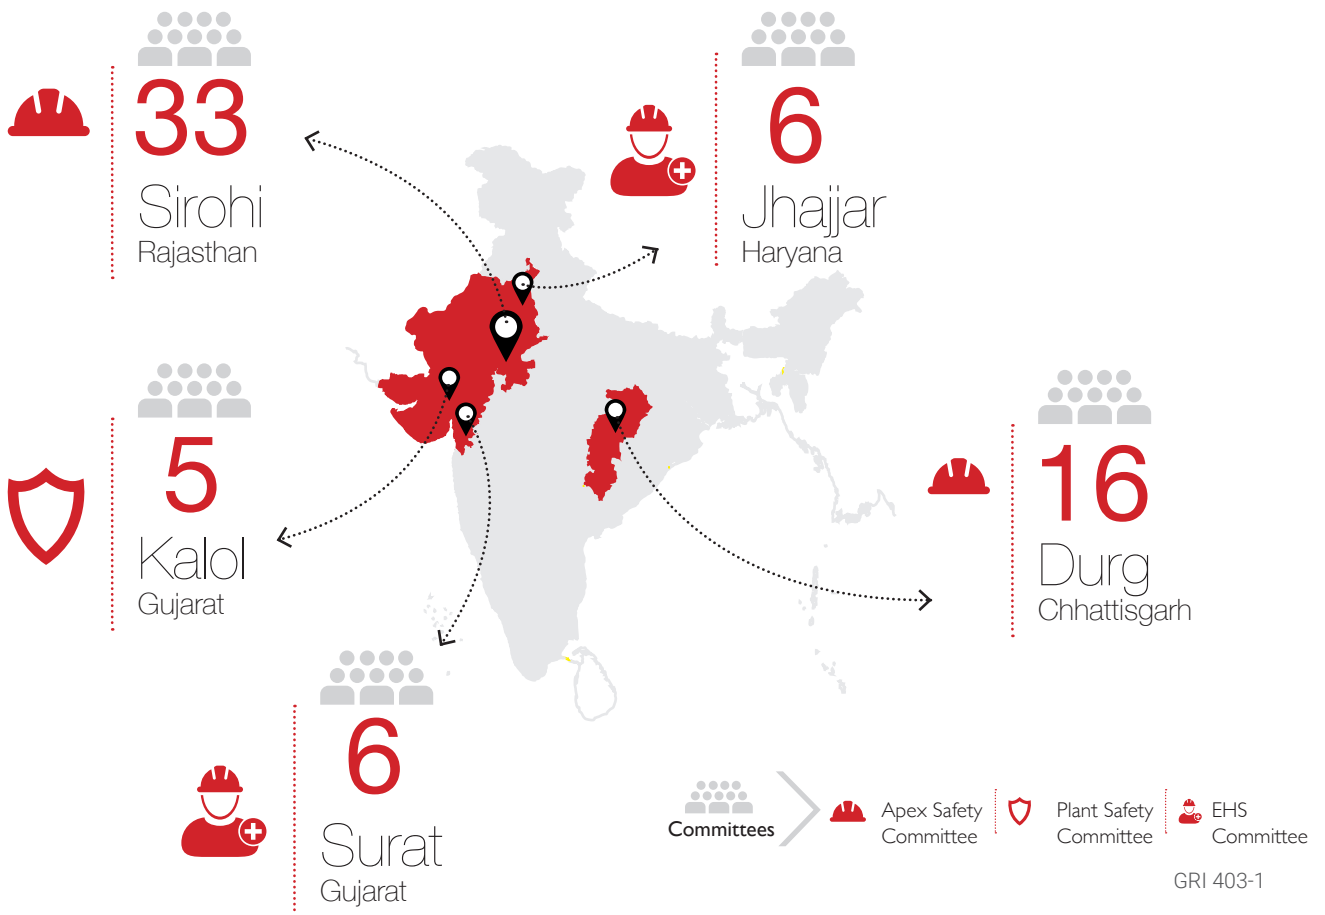 33
Sirohi
Rajasthan
6
Jhajjar
Haryana
5
Kalol
Gujarat
16
Durg
Chhattisgarh
6
Surat
Gujarat
Committees
Apex Safety
Committee
Plant Safety
Committee
EHS
Committee
GRI 403-1